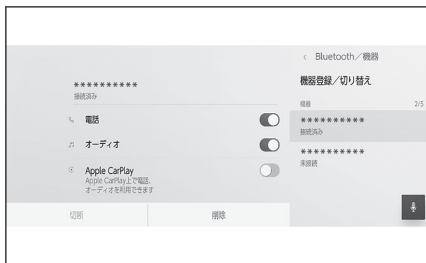 **********
接続済み
電話
オーディオ
Apple CarPlay
Apple CarPlay上で電話、
オーディオを利用できます
切断
削除
< Bluetooth／機器
機器登録／切り替え
機器 2/5
**********
接続済み
**********
未接続